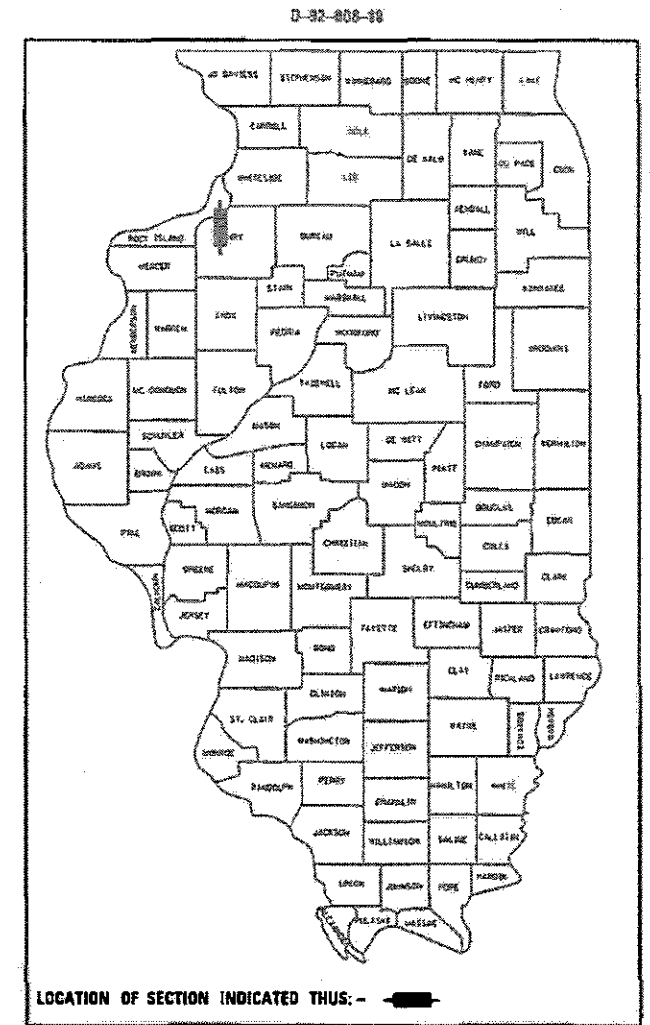 D-92-008-18
JO DAVIESS STEPHENSON WINNEBAGO BOONE MC HENRY LAKE
CARROLL OGLE DE KALB KANE DU PAGE COOK
WHITESIDE LEE
KENDALL WILL
ROCK ISLAND BUREAU LA SALLE GRUNDY
MERCER PUTNAM KANKAKEE
STARK MARSHALL
HENDERSON WARREN KNOX PEORIA WOODFORD LIVINGSTON IROQUOIS
HANCOCK MC DONOUGH FULTON TAZEWELL MC LEAN FORD
SCHUYLER MASON LOGAN DE WITT CHAMPAIGN VERMILION
ADAMS BROWN CASS MENARD MACON PIATT
MORGAN SANGAMON DOUGLAS
PIKE SCOTT CHRISTIAN MOULTRIE EDGAR
COLES
GREENE MACOUPIN MONTGOMERY SHELBY CUMBERLAND CLARK
CALHOUN JERSEY
FAYETTE EFFINGHAM JASPER CRAWFORD
MADISON BOND
CLAY RICHLAND LAWRENCE
CLINTON MARION
ST. CLAIR WAYNE
WASHINGTON JEFFERSON
MONROE
RANDOLPH PERRY HAMILTON WHITE
FRANKLIN
JACKSON WILLIAMSON SALINE GALLATIN
UNION JOHNSON POPE HARDIN
ALEXANDER PULASKI MASSAC
LOCATION OF SECTION INDICATED THUS: -